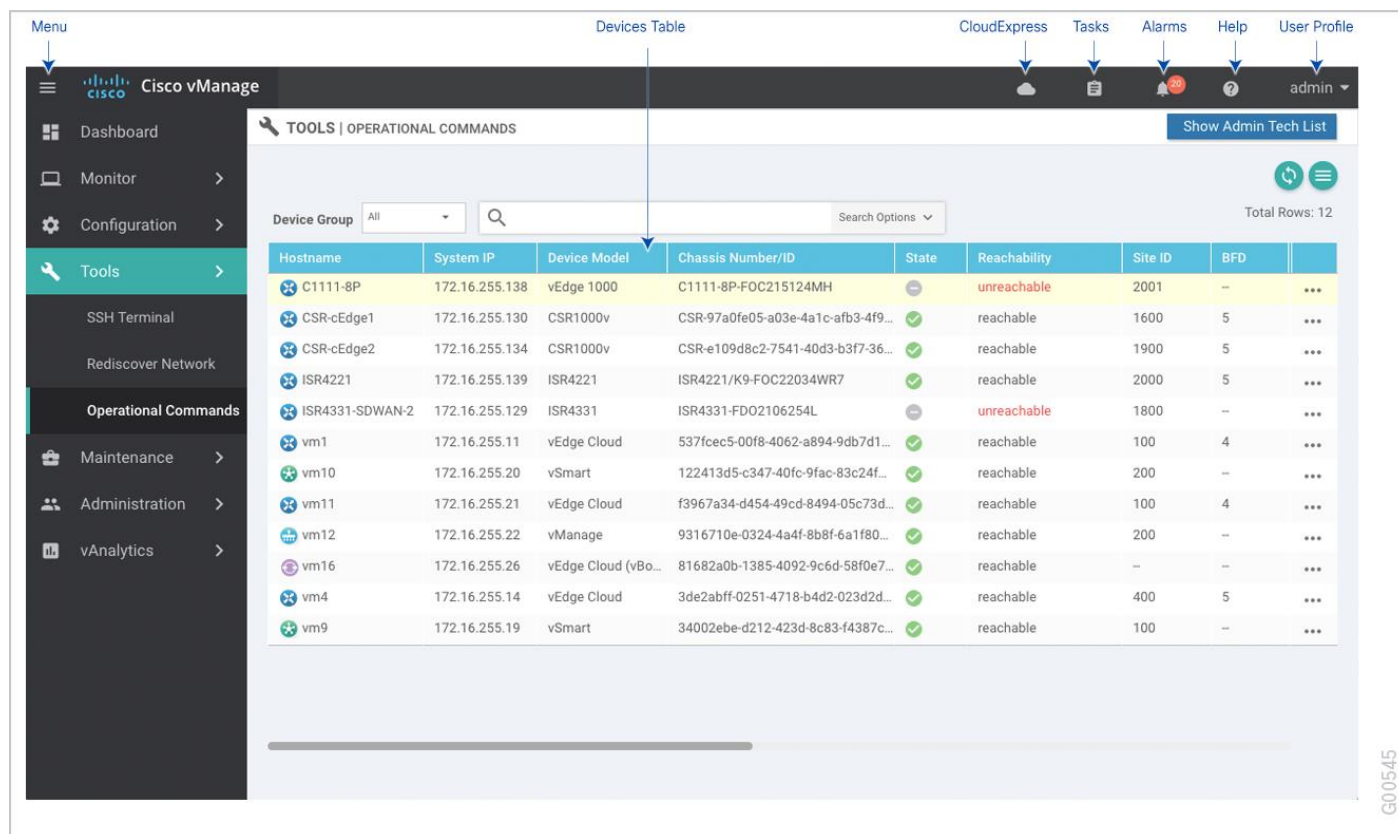 Menu Devices Table CloudExpress Tasks Alarms Help User Profile
cisco Cisco vManage 20 admin
Dashboard
Monitor
Configuration
Tools
SSH Terminal
Rediscover Network
Operational Commands
Maintenance
Administration
vAnalytics
TOOLS | OPERATIONAL COMMANDS Show Admin Tech List
Device Group All Search Options Total Rows: 12
Hostname System IP Device Model Chassis Number/ID State Reachability Site ID BFD
C1111-8P 172.16.255.138 vEdge 1000 C1111-8P-FOC215124MH unreachable 2001 -- ...
CSR-cEdge1 172.16.255.130 CSR1000v CSR-97a0fe05-a03e-4a1c-afb3-4f9... reachable 1600 5 ...
CSR-cEdge2 172.16.255.134 CSR1000v CSR-e109d8c2-7541-40d3-b3f7-36... reachable 1900 5 ...
ISR4221 172.16.255.139 ISR4221 ISR4221/K9-FOC22034WR7 reachable 2000 5 ...
ISR4331-SDWAN-2 172.16.255.129 ISR4331 ISR4331-FDO2106254L unreachable 1800 -- ...
vm1 172.16.255.11 vEdge Cloud 537fcec5-00f8-4062-a894-9db7d1... reachable 100 4 ...
vm10 172.16.255.20 vSmart 122413d5-c347-40fc-9fac-83c24f... reachable 200 -- ...
vm11 172.16.255.21 vEdge Cloud f3967a34-d454-49cd-8494-05c73d... reachable 100 4 ...
vm12 172.16.255.22 vManage 9316710e-0324-4a4f-8b8f-6a1f80... reachable 200 -- ...
vm16 172.16.255.26 vEdge Cloud (vBo... 81682a0b-1385-4092-9c6d-58f0e7... reachable -- -- ...
vm4 172.16.255.14 vEdge Cloud 3de2abff-0251-4718-b4d2-023d2d... reachable 400 5 ...
vm9 172.16.255.19 vSmart 34002ebe-d212-423d-8c83-f4387c... reachable 100 -- ...
G00545